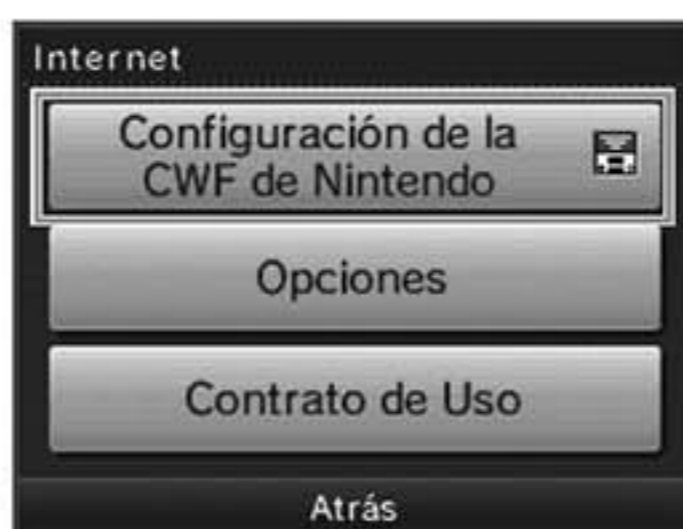 Internet
Configuración de la
CWF de Nintendo
Opciones
Contrato de Uso
Atrás